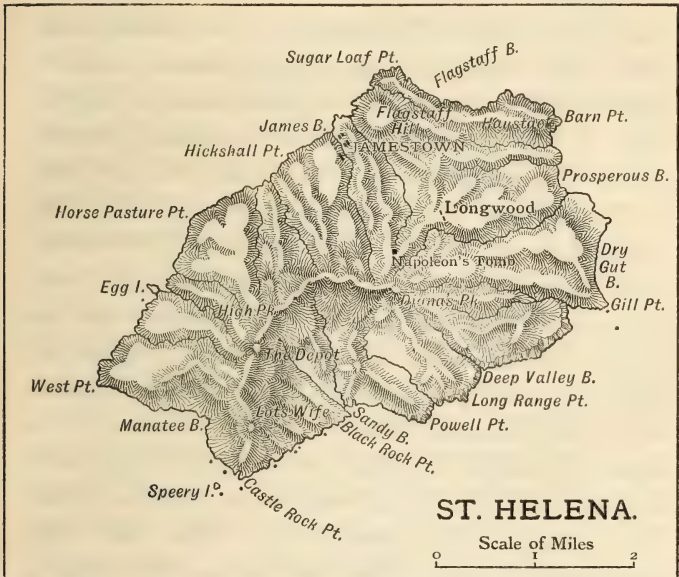 Sugar Loaf Pt.
Flagstaff B.
Flagstaff
Hill
Haystack
Barn Pt.
James B.
JAMESTOWN
Hickshall Pt.
Prosperous B.
Longwood
Horse Pasture Pt.
Napoleon's Tomb
Dry
Gut
B.
Egg I.
High Pk.
Dianas Pk.
Gill Pt.
The Depot
West Pt.
Deep Valley B.
Long Range Pt.
Lots Wife
Sandy B.
Powell Pt.
Manatee B.
Black Rock Pt.
Speery I.
Castle Rock Pt.
ST. HELENA.
Scale of Miles
0 1 2